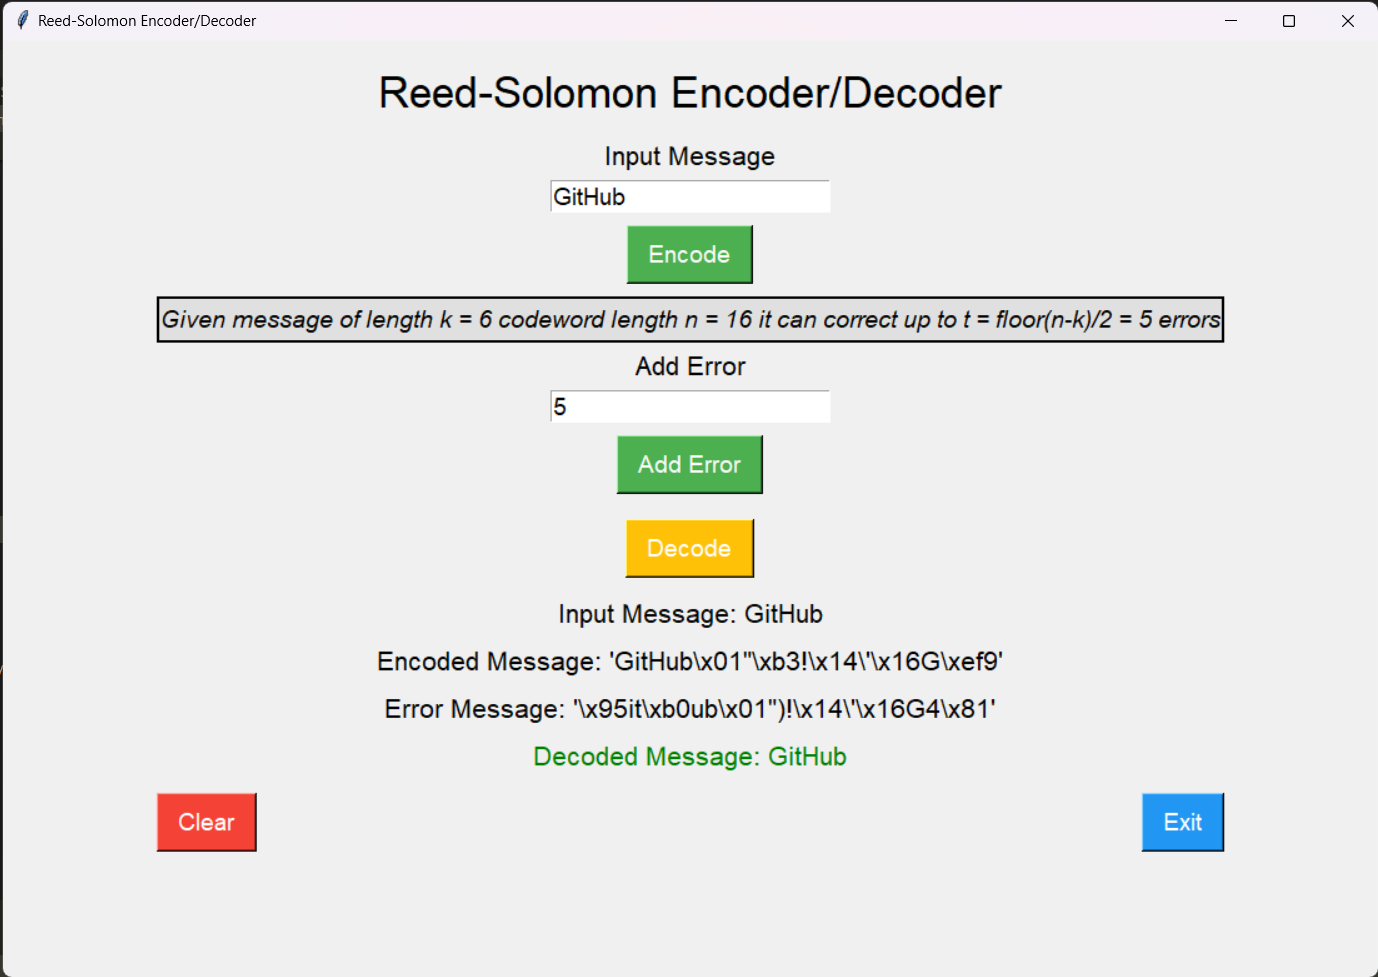 Reed-Solomon Encoder/Decoder
Reed-Solomon Encoder/Decoder
Input Message
GitHub
Encode
Given message of length k = 6 codeword length n = 16 it can correct up to t = floor(n-k)/2 = 5 errors
Add Error
5
Add Error
Decode
Input Message: GitHub
Encoded Message: 'GitHub\x01"\xb3!\x14\'\x16G\xef9'
Error Message: '\x95it\xb0ub\x01")!\x14\'\x16G4\x81'
Decoded Message: GitHub
Clear
Exit